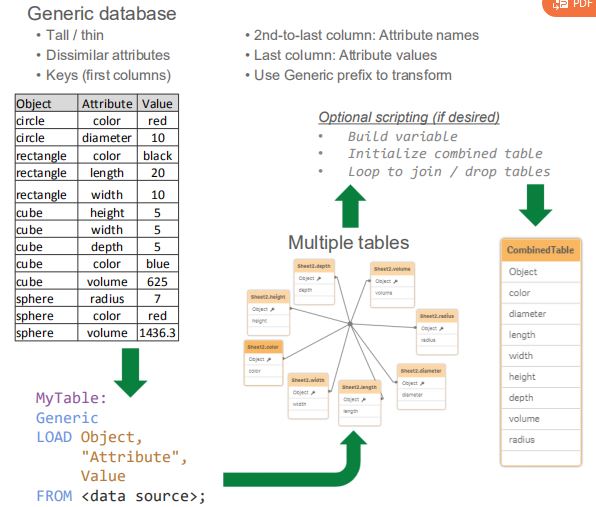 PDF
Generic database
• Tall / thin
• Dissimilar attributes
• Keys (first columns)
• 2nd-to-last column: Attribute names
• Last column: Attribute values
• Use Generic prefix to transform
Object Attribute Value
circle color red
circle diameter 10
rectangle color black
rectangle length 20
rectangle width 10
cube height 5
cube width 5
cube depth 5
cube color blue
cube volume 625
sphere radius 7
sphere color red
sphere volume 1436.3
MyTable:
Generic
LOAD Object,
"Attribute",
Value
FROM <data source>;
Optional scripting (if desired)
• Build variable
• Initialize combined table
• Loop to join / drop tables
Multiple tables
Sheet2.depth
Object
depth
Sheet2.volume
Object
volume
Sheet2.height
Object
height
Sheet2.radius
Object
radius
Sheet2.color
Object
color
Sheet2.width
Object
width
Sheet2.length
Object
length
Sheet2.diameter
Object
diameter
CombinedTable
Object
color
diameter
length
width
height
depth
volume
radius